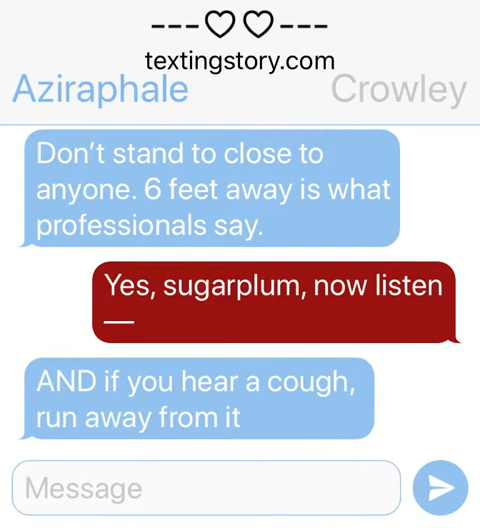 ---♡♡---
textingstory.com
Aziraphale Crowley
Don't stand to close to
anyone. 6 feet away is what
professionals say.
Yes, sugarplum, now listen
—
AND if you hear a cough,
run away from it
Message